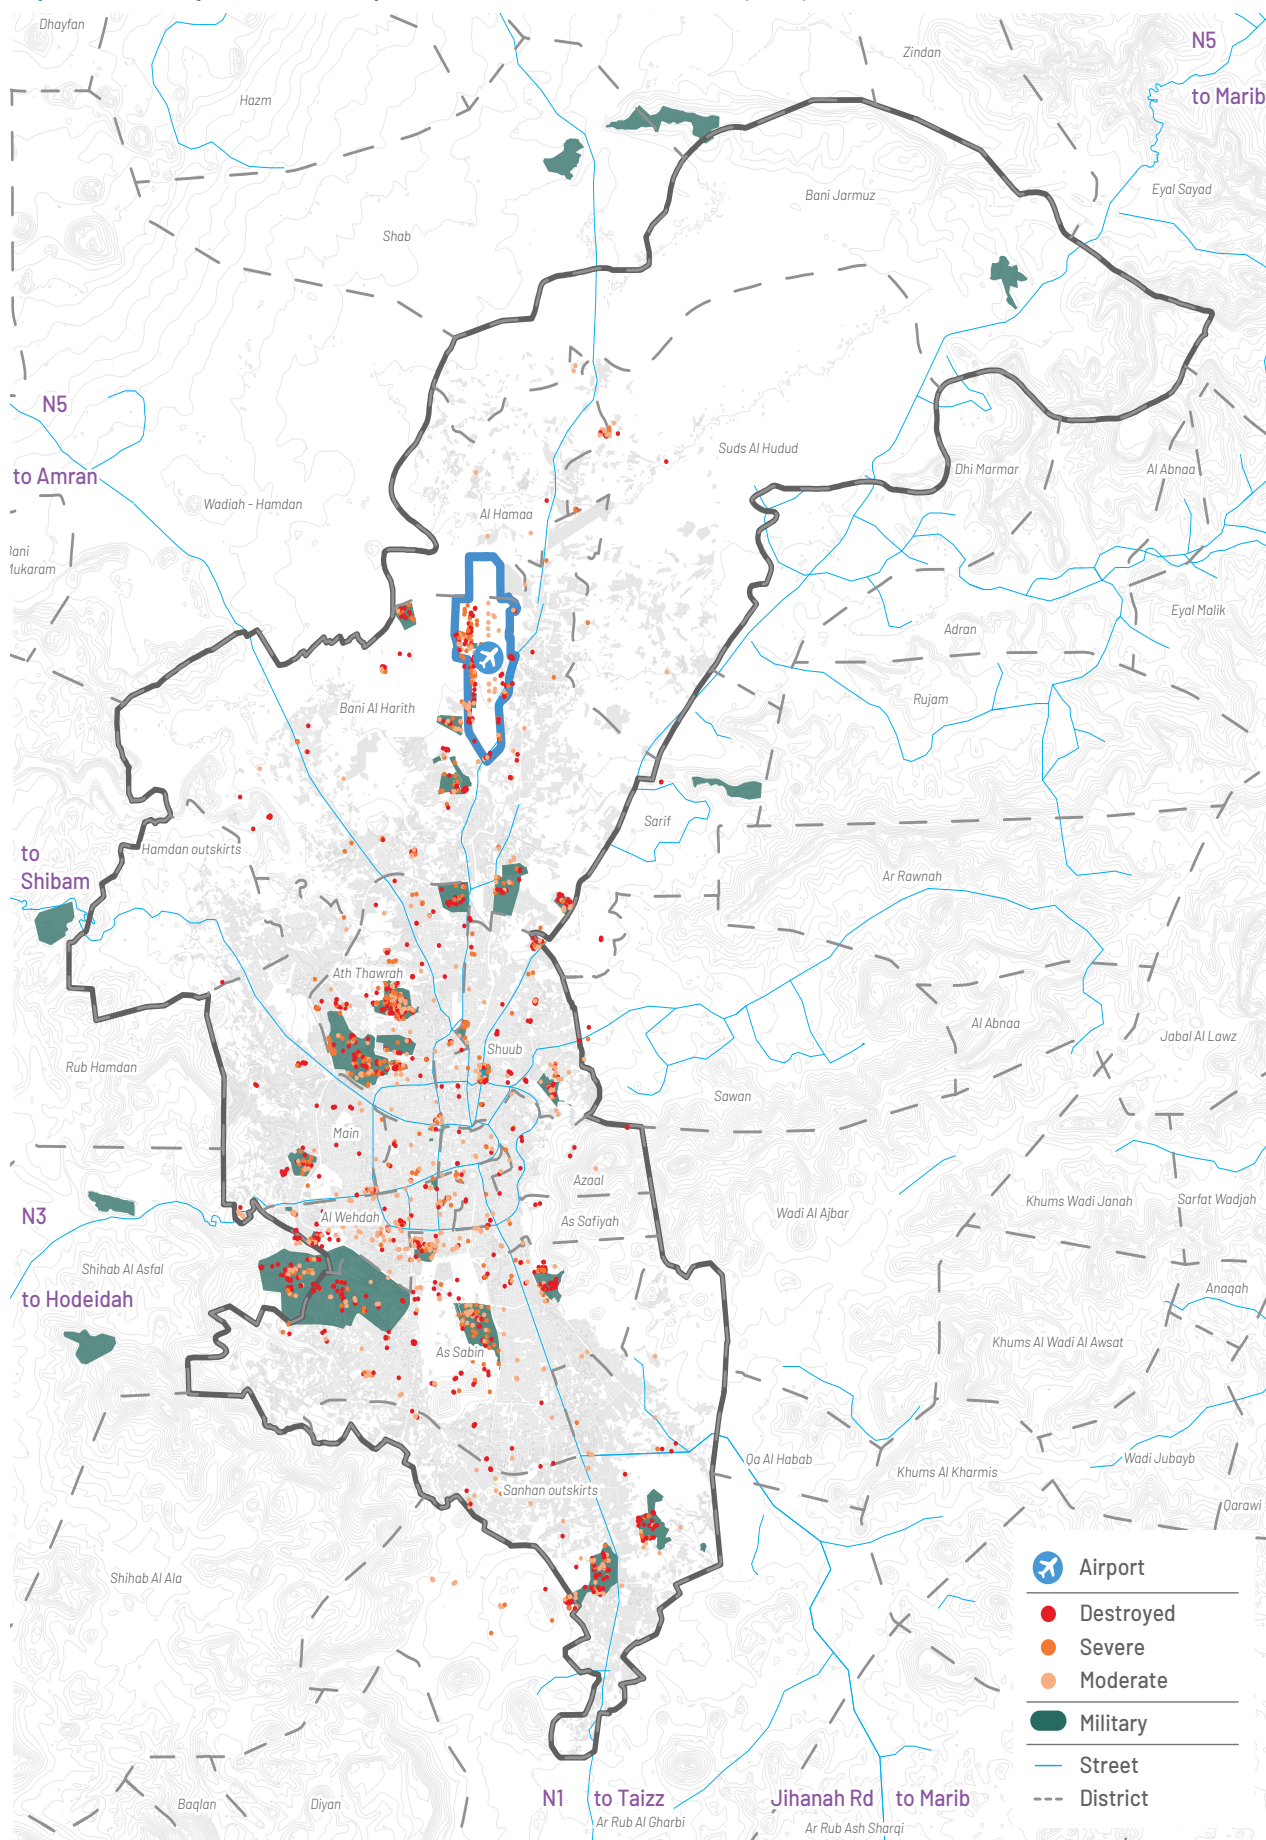 Dhayfan
Zindan
N5
to Marib
Hazm
Eyal Sayad
Bani Jarmuz
Shab
N5
Suds Al Hudud
to Amran
Dhi Marmar
Al Abnaa
Wadiah - Hamdan
Al Hamaa
Eyal Malik
Adran
Rujam
Bani Al Harith
Sarif
Hamdan outskirts
to
Shibam
Ar Rawnah
Ath Thawrah
Al Abnaa
Jabal Al Lawz
Shuub
Rub Hamdan
Sawan
Main
Azaal
Khums Wadi Janah
Sarfat Wadjah
N3
Al Wehdah
As Safiyah
Wadi Al Ajbar
Shihab Al Asfal
Anaqah
to Hodeidah
Khums Al Wadi Al Awsat
As Sabin
Qa Al Habab
Wadi Jubayb
Khums Al Kharmis
Sanhan outskirts
Qarawi
Shihab Al Ala
Airport
Destroyed
Severe
Moderate
Military
Street
District
N1
to Taizz
Jihanah Rd
to Marib
Baqlan
Diyan
Ar Rub Al Gharbi
Ar Rub Ash Sharqi